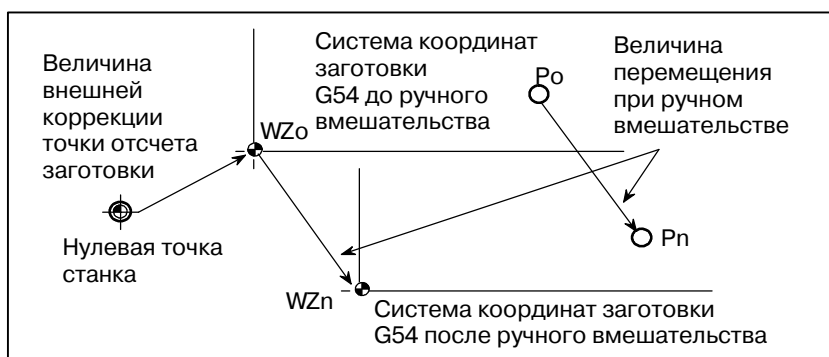 Величина
внешней
коррекции
точки отсчета
заготовки
Система координат
заготовки
G54 до ручного
вмешательства
Величина
перемещения
при ручном
вмешательстве
Po
WZo
Нулевая точка
станка
Pn
WZn
Система координат заготовки
G54 после ручного вмешательства